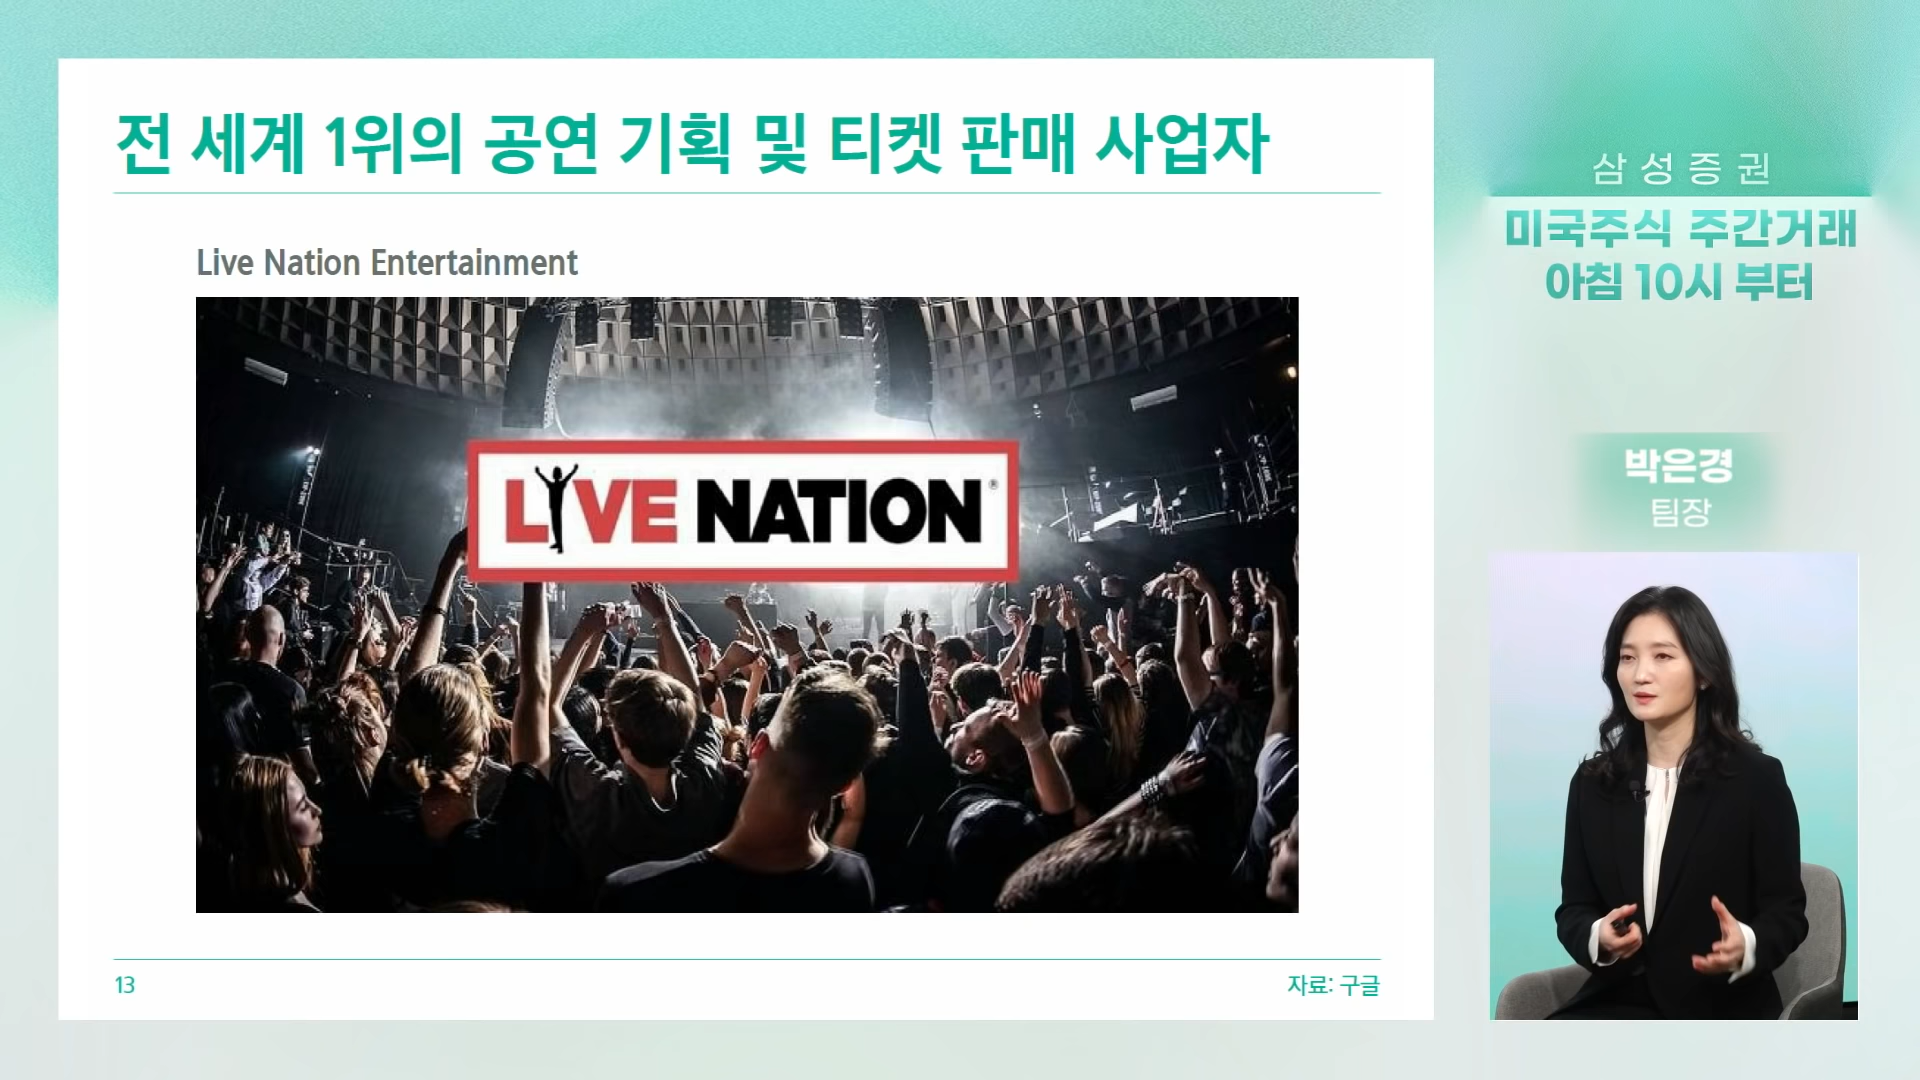 전 세계 1위의 공연 기획 및 티켓 판매 사업자
Live Nation Entertainment
LIVE NATION®
13
자료: 구글
삼성증권
미국주식 주간거래
아침 10시 부터
박은경
팀장